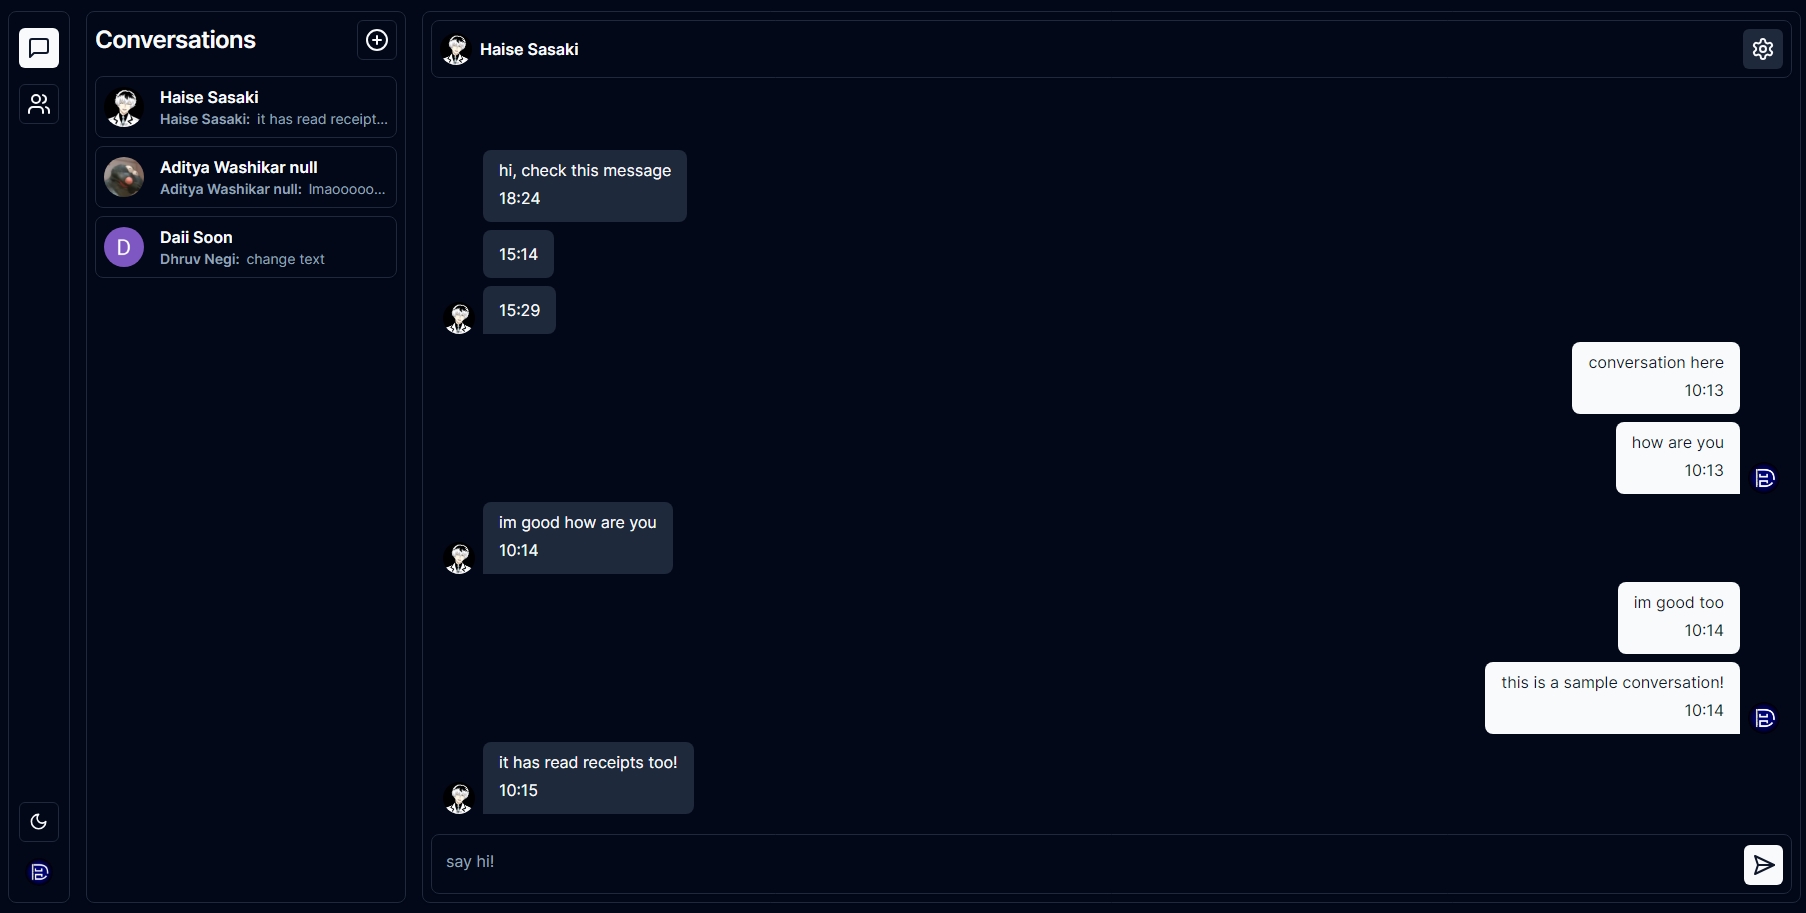 Conversations
Haise Sasaki
Haise Sasaki: it has read receipt...
Aditya Washikar null
Aditya Washikar null: lmaooooo...
D
Daii Soon
Dhruv Negi: change text
Haise Sasaki
hi, check this message
18:24
15:14
15:29
conversation here
10:13
how are you
10:13
im good how are you
10:14
im good too
10:14
this is a sample conversation!
10:14
it has read receipts too!
10:15
say hi!